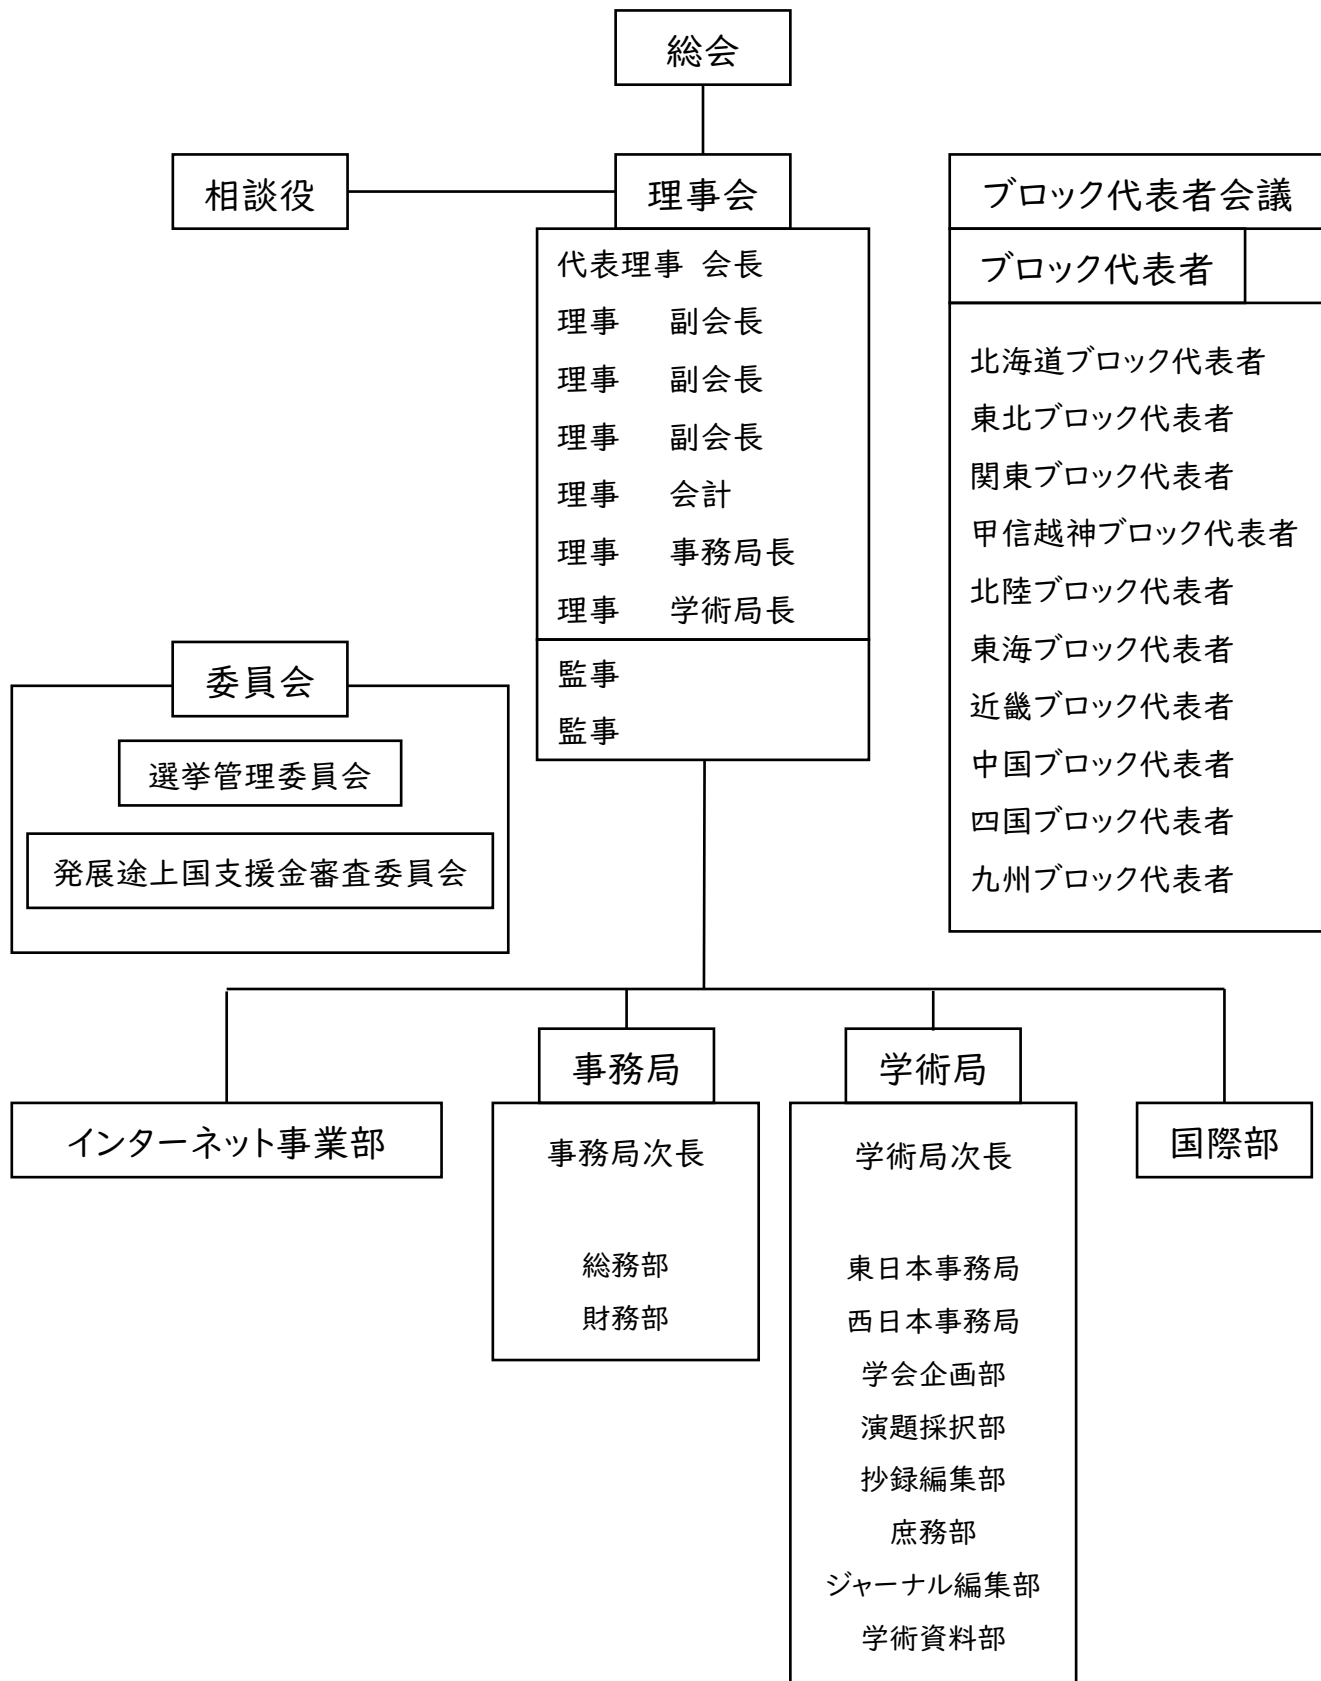 総会
相談役
理事会
代表理事 会長
理事 副会長
理事 副会長
理事 副会長
理事 会計
理事 事務局長
理事 学術局長
監事
監事
ブロック代表者会議
ブロック代表者
北海道ブロック代表者
東北ブロック代表者
関東ブロック代表者
甲信越神ブロック代表者
北陸ブロック代表者
東海ブロック代表者
近畿ブロック代表者
中国ブロック代表者
四国ブロック代表者
九州ブロック代表者
委員会
選挙管理委員会
発展途上国支援金審査委員会
インターネット事業部
事務局
事務局次長
総務部
財務部
学術局
学術局次長
東日本事務局
西日本事務局
学会企画部
演題採択部
抄録編集部
庶務部
ジャーナル編集部
学術資料部
国際部